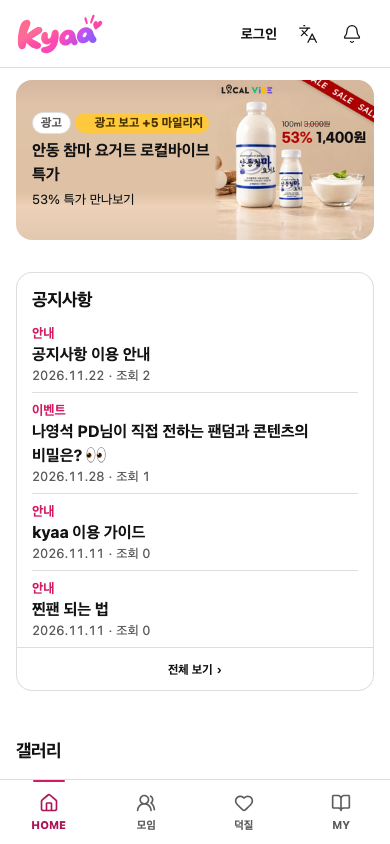 kyaa
로그인
LOCAL ViBE
SALE SALE SALE
광고
광고 보고 +5 마일리지
안동 참마 요거트 로컬바이브
특가
53% 특가 만나보기
100ml 3,000원
53% 1,400원
안동참마
요거트
공지사항
안내
공지사항 이용 안내
2026.11.22 · 조회 2
이벤트
나영석 PD님이 직접 전하는 팬덤과 콘텐츠의
비밀은? 👀
2026.11.28 · 조회 1
안내
kyaa 이용 가이드
2026.11.11 · 조회 0
안내
찐팬 되는 법
2026.11.11 · 조회 0
전체 보기 ›
갤러리
HOME
모임
덕질
MY